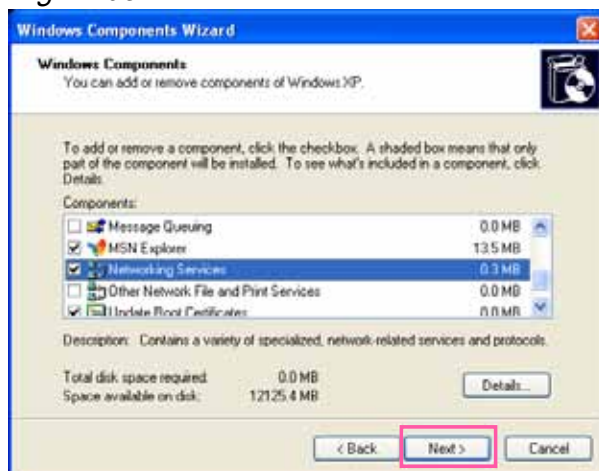 Windows Components Wizard
Windows Components
You can add or remove components of Windows XP.
To add or remove a component, click the checkbox. A shaded box means that only
part of the component will be installed. To see what's included in a component, click
Details.
Components:
Message Queuing 0.0 MB
MSN Explorer 13.5 MB
Networking Services 0.3 MB
Other Network File and Print Services 0.0 MB
Update Root Certificates 0.0 MB
Description: Contains a variety of specialized, network-related services and protocols.
Total disk space required: 0.0 MB
Space available on disk: 12125.4 MB
Details...
< Back Next > Cancel